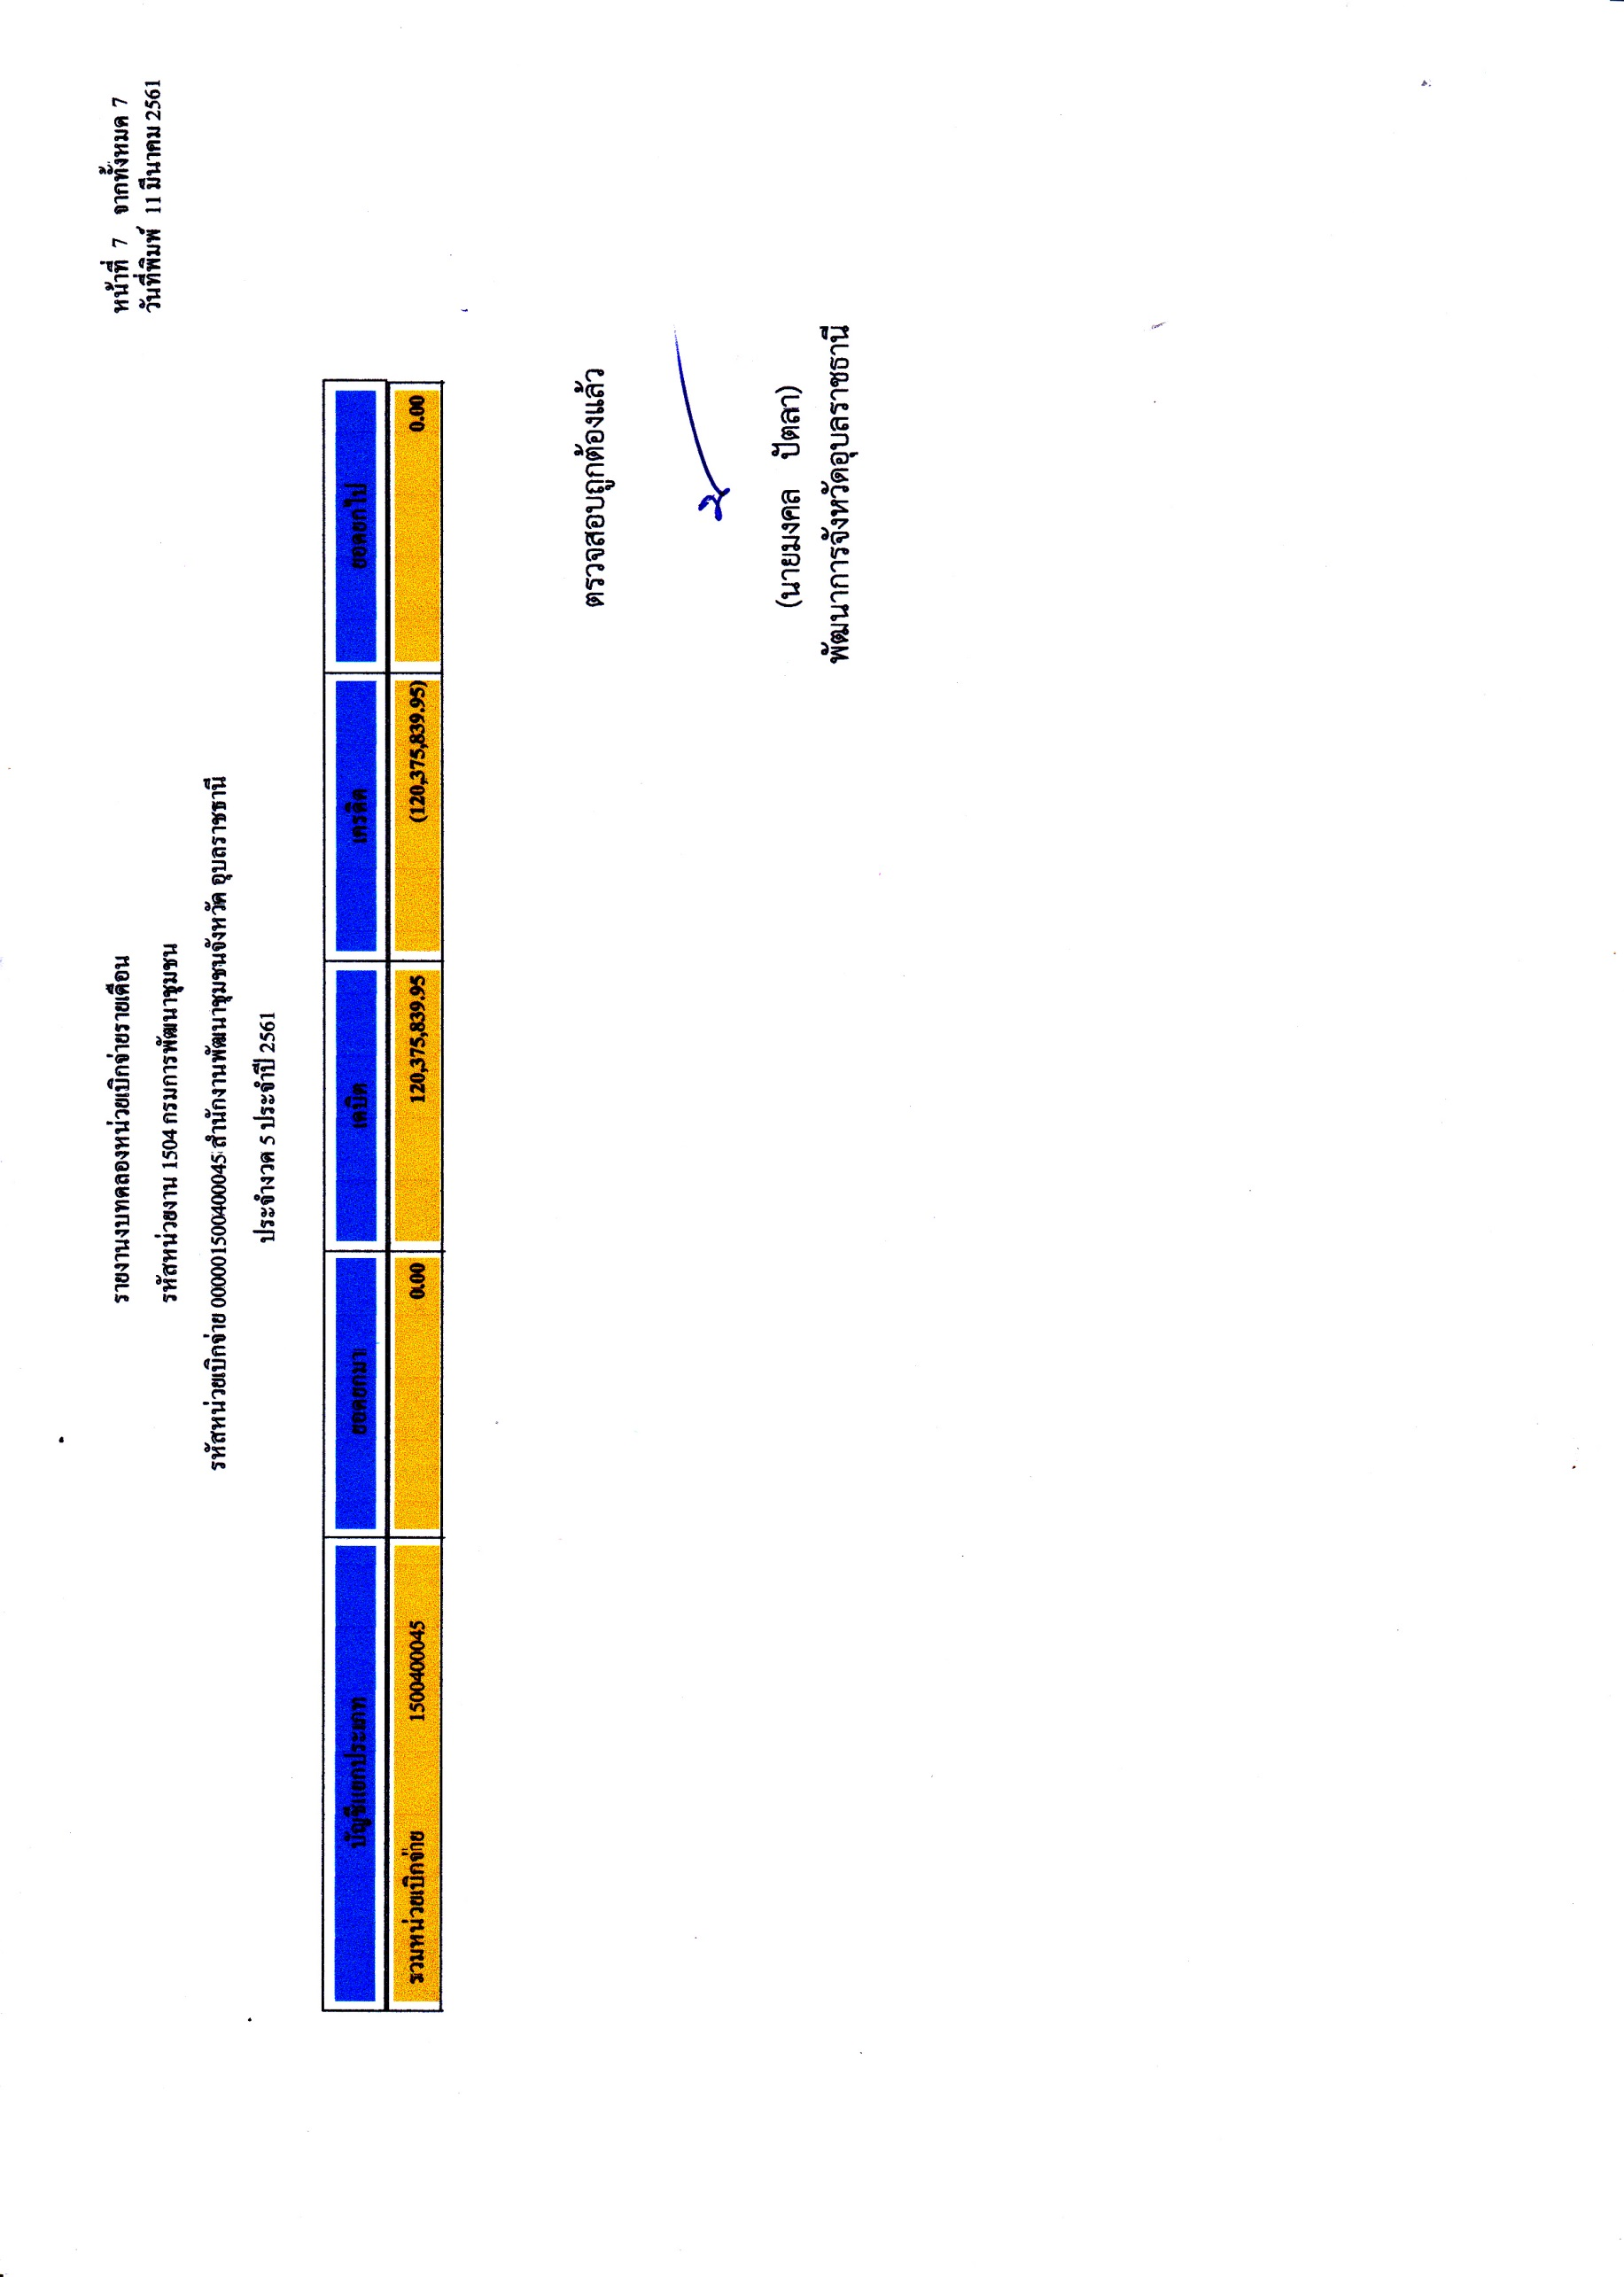 หน้าที่ 7 จากทั้งหมด 7
วันที่พิมพ์ 11 มีนาคม 2561
รายงานงบทดลองหน่วยเบิกจ่ายรายเดือน
รหัสหน่วยงาน 1504 กรมการพัฒนาชุมชน
รหัสหน่วยเบิกจ่าย 000001500400045 สำนักงานพัฒนาชุมชนจังหวัด อุบลราชธานี
ประจำงวด 5 ประจำปี 2561
บัญชีแยกประเภท ยอดยกมา เดบิต เครดิต ยอดยกไป
รวมหน่วยเบิกจ่าย 1500400045 0.00 120,375,839.95 (120,375,839.95) 0.00
ตรวจสอบถูกต้องแล้ว
(นายมงคล ปัตลา)
พัฒนาการจังหวัดอุบลราชธานี